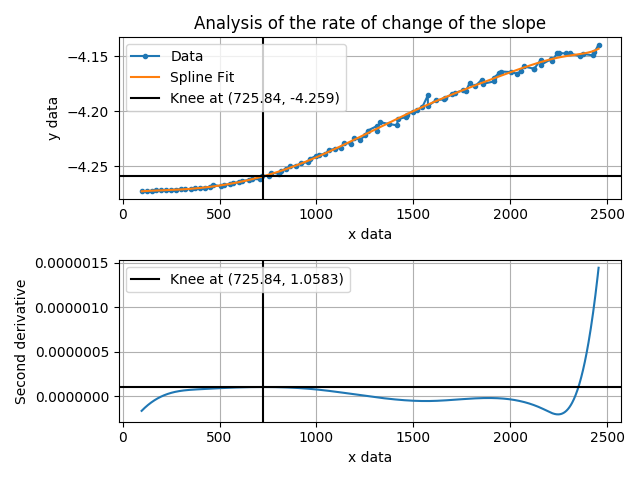 Analysis of the rate of change of the slope
−4.15
−4.20
−4.25
y data
Data
Spline Fit
Knee at (725.84, -4.259)
0 500 1000 1500 2000 2500
x data
0.0000015
0.0000010
0.0000005
0.0000000
Second derivative
Knee at (725.84, 1.0583)
0 500 1000 1500 2000 2500
x data